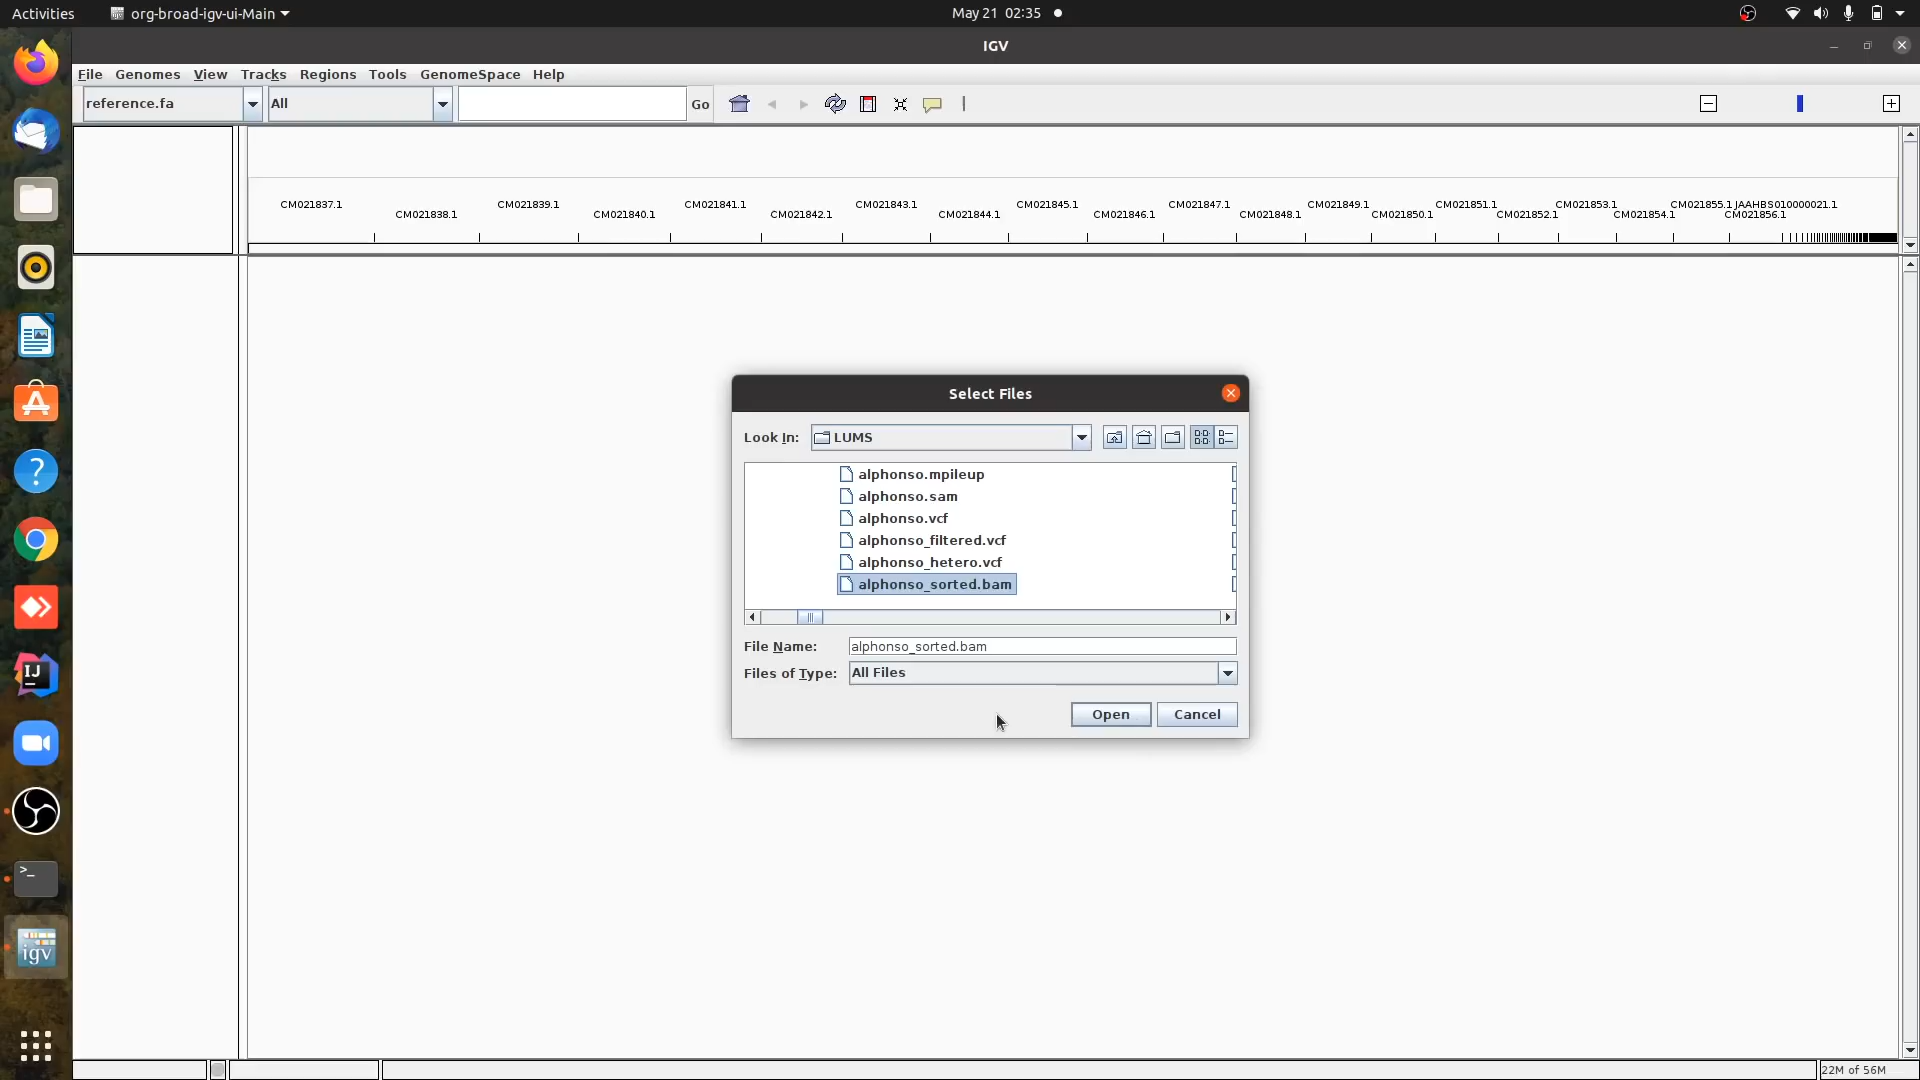 Activities
org-broad-igv-ui-Main
May 21 02:35
IGV
File Genomes View Tracks Regions Tools GenomeSpace Help
reference.fa
All
Go
CM021837.1 CM021838.1 CM021839.1 CM021840.1 CM021841.1 CM021842.1 CM021843.1 CM021844.1 CM021845.1 CM021846.1 CM021847.1 CM021848.1 CM021849.1 CM021850.1 CM021851.1 CM021852.1 CM021853.1 CM021854.1 CM021855.1 CM021856.1 JAAHBS010000021.1
Select Files
Look In: LUMS
alphonso.mpileup
alphonso.sam
alphonso.vcf
alphonso_filtered.vcf
alphonso_hetero.vcf
alphonso_sorted.bam
File Name: alphonso_sorted.bam
Files of Type: All Files
Open Cancel
?
IJ
>_
igv
22M of 56M